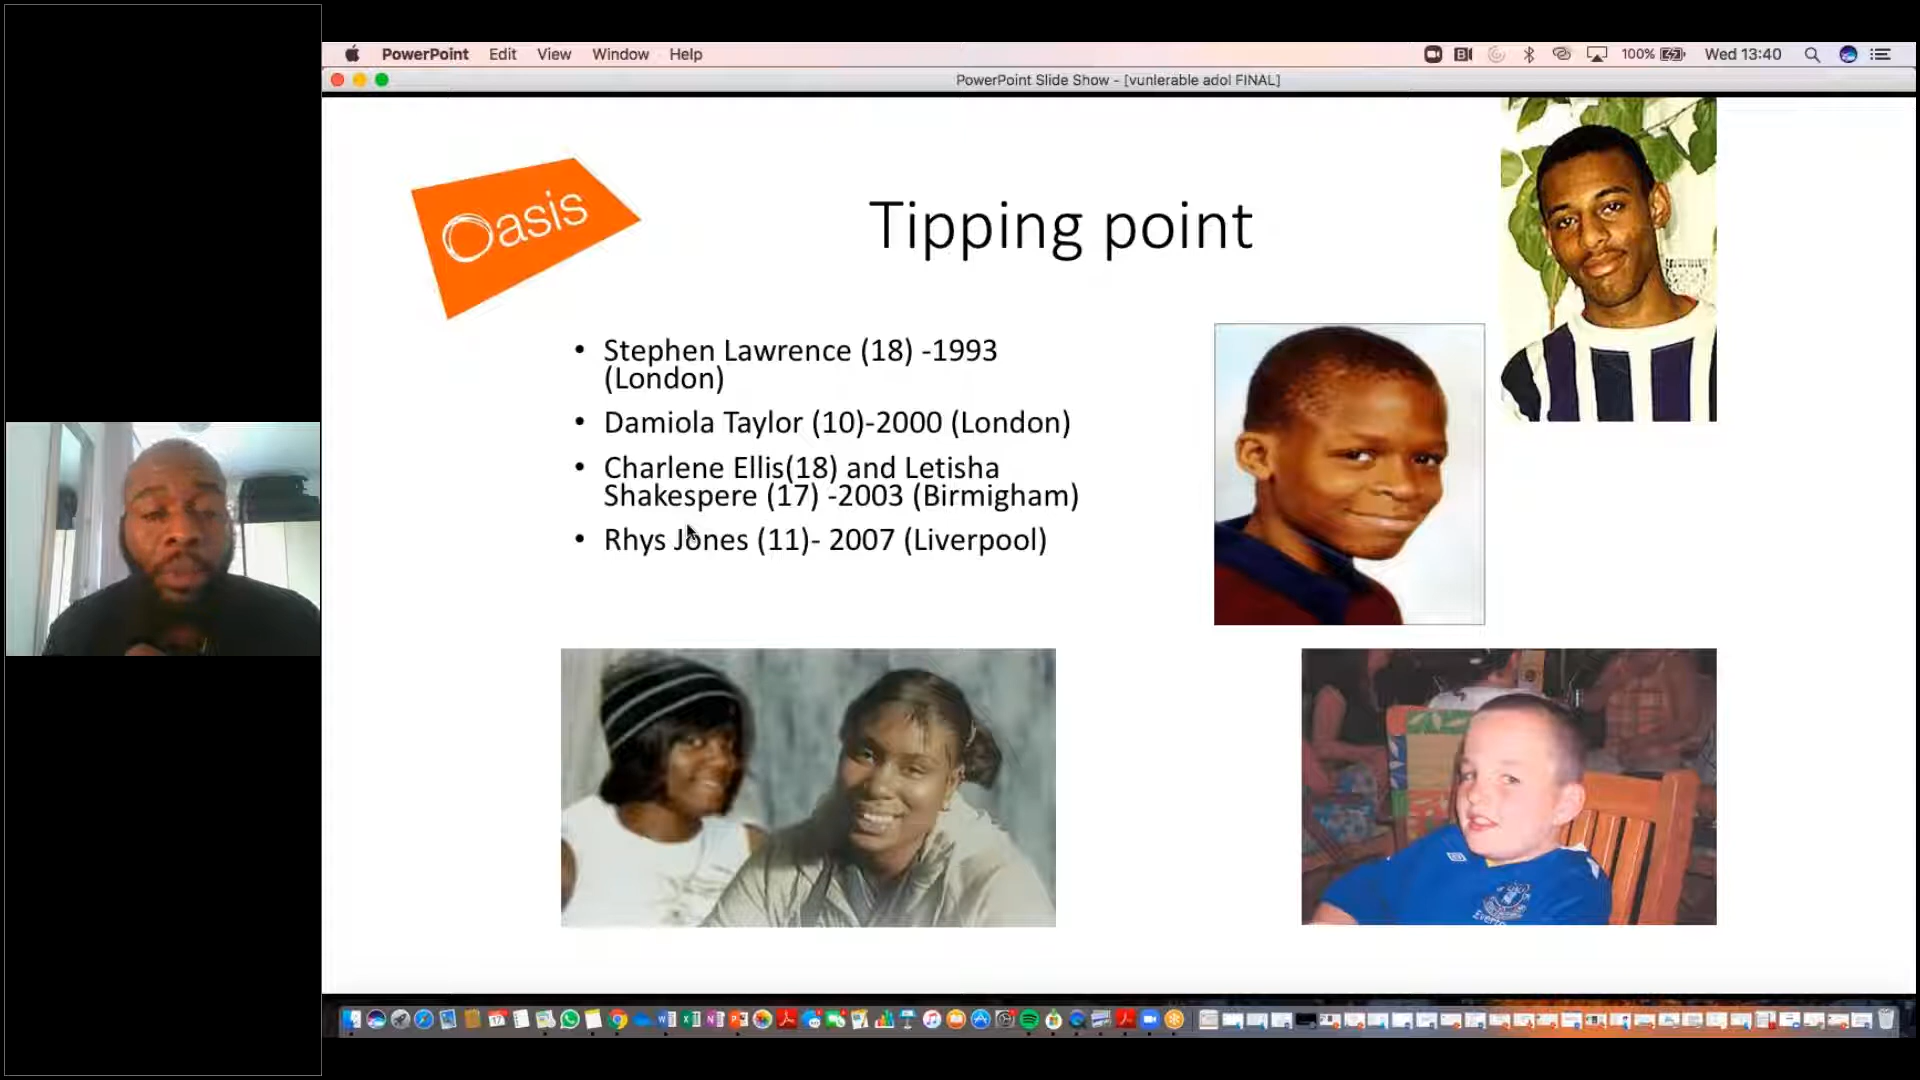 PowerPoint Edit View Window Help
100% Wed 13:40
PowerPoint Slide Show - [vunlerable adol FINAL]
Oasis
Tipping point
• Stephen Lawrence (18) -1993
(London)
• Damiola Taylor (10)-2000 (London)
• Charlene Ellis(18) and Letisha
Shakespere (17) -2003 (Birmigham)
• Rhys Jones (11)- 2007 (Liverpool)